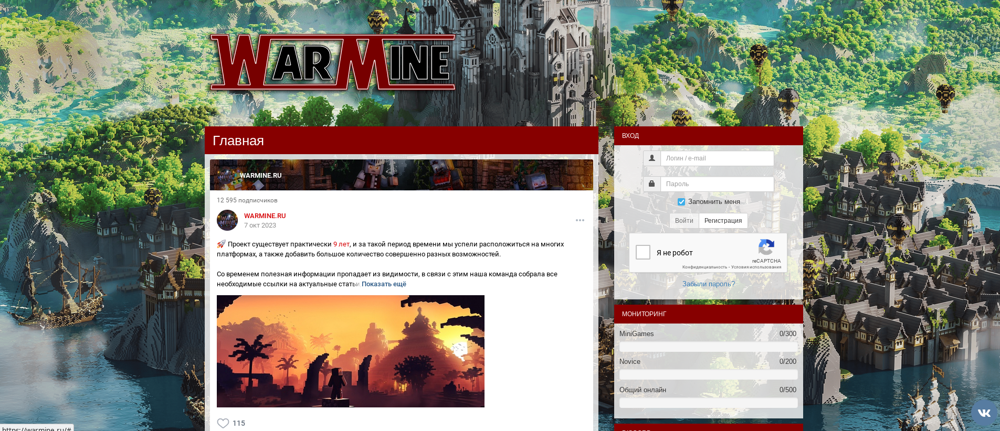 WARMINE
Главная
WARMINE.RU
12 595 подписчиков
WARMINE.RU
7 окт 2023
🚀 Проект существует практически 9 лет, и за такой период времени мы успели расположиться на многих
платформах, а также добавить большое количество совершенно разных возможностей.
Со временем полезная информации пропадает из видимости, в связи с этим наша команда собрала все
необходимые ссылки на актуальные статьи Показать ещё
115
ВХОД
Логин / e-mail
Пароль
Запомнить меня
Войти Регистрация
Я не робот
reCAPTCHA
Конфиденциальность - Условия использования
Забыли пароль?
МОНИТОРИНГ
MiniGames 0/300
Novice 0/200
Общий онлайн 0/500
https://warmine.ru/#